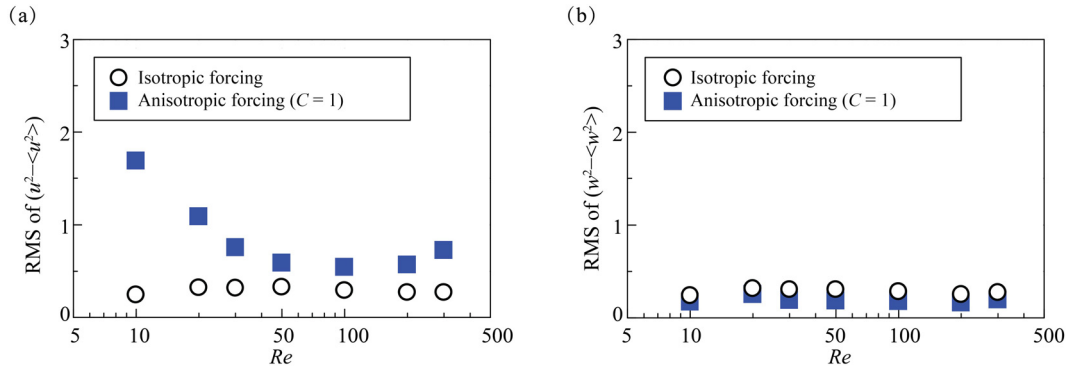 (a)
3
2
1
0
RMS of (u²–<u²>)
Isotropic forcing
Anisotropic forcing (C = 1)
5 10 50 100 500
Re
(b)
3
2
1
0
RMS of (w²–<w²>)
Isotropic forcing
Anisotropic forcing (C = 1)
5 10 50 100 500
Re